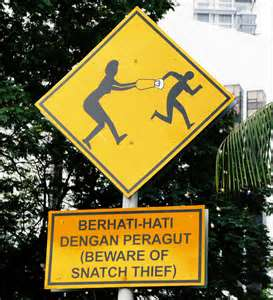 BERHATI-HATI
DENGAN PERAGUT
(BEWARE OF
SNATCH THIEF)